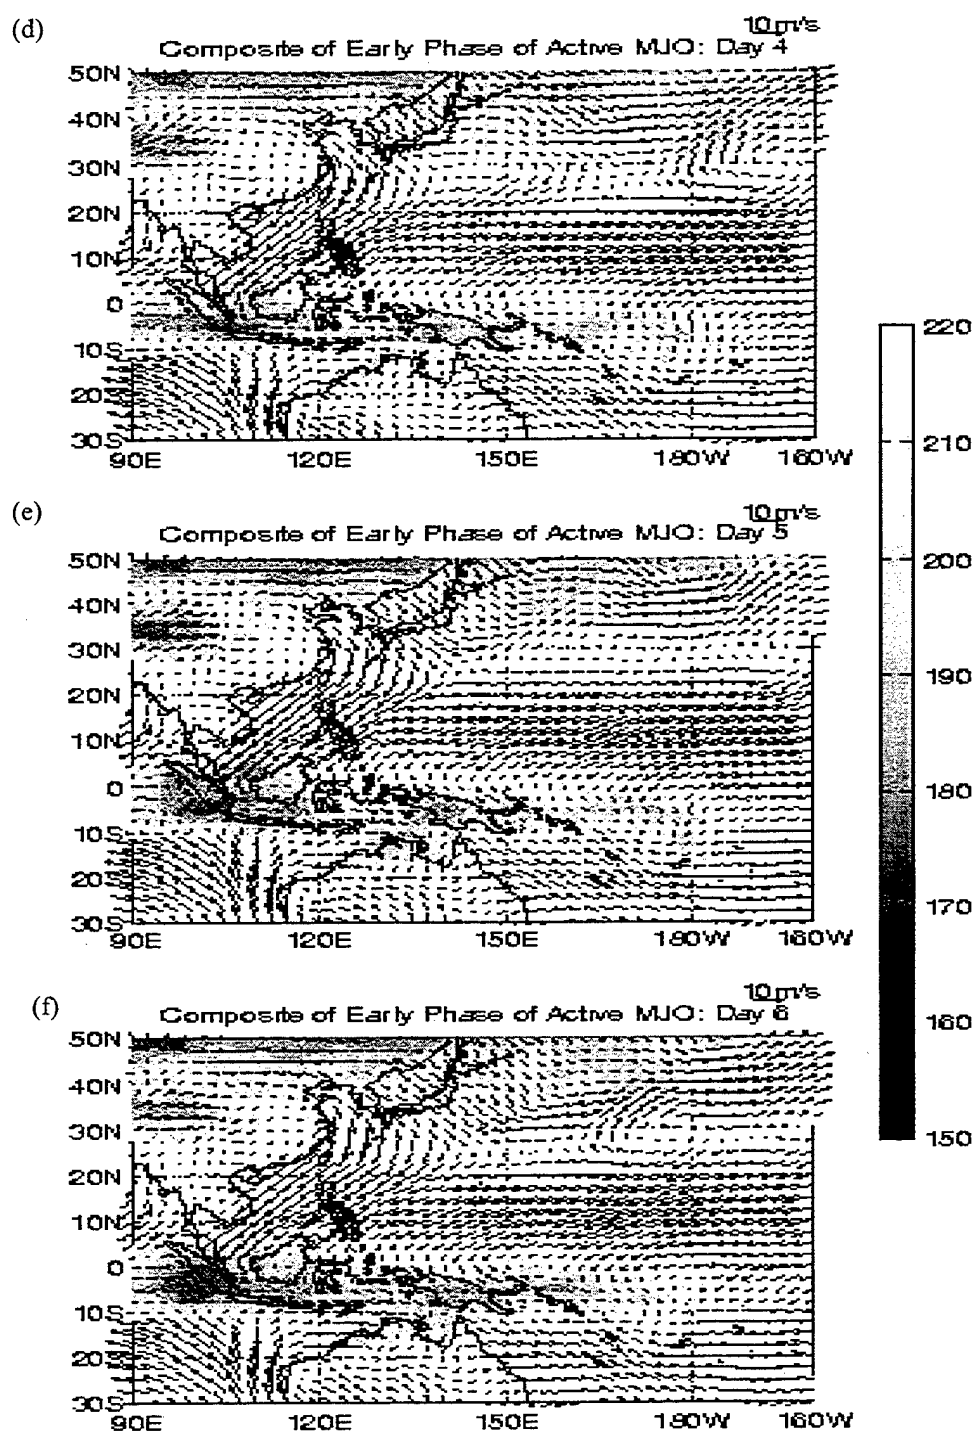 (d)
10 m/s
Composite of Early Phase of Active MJO: Day 4
50N
40N
30N
20N
10N
0
10S
20S
30S
90E 120E 150E 180W 160W
(e)
10 m/s
Composite of Early Phase of Active MJO: Day 5
50N
40N
30N
20N
10N
0
10S
20S
30S
90E 120E 150E 180W 160W
(f)
10 m/s
Composite of Early Phase of Active MJO: Day 6
50N
40N
30N
20N
10N
0
10S
20S
30S
90E 120E 150E 180W 160W
220
210
200
190
180
170
160
150